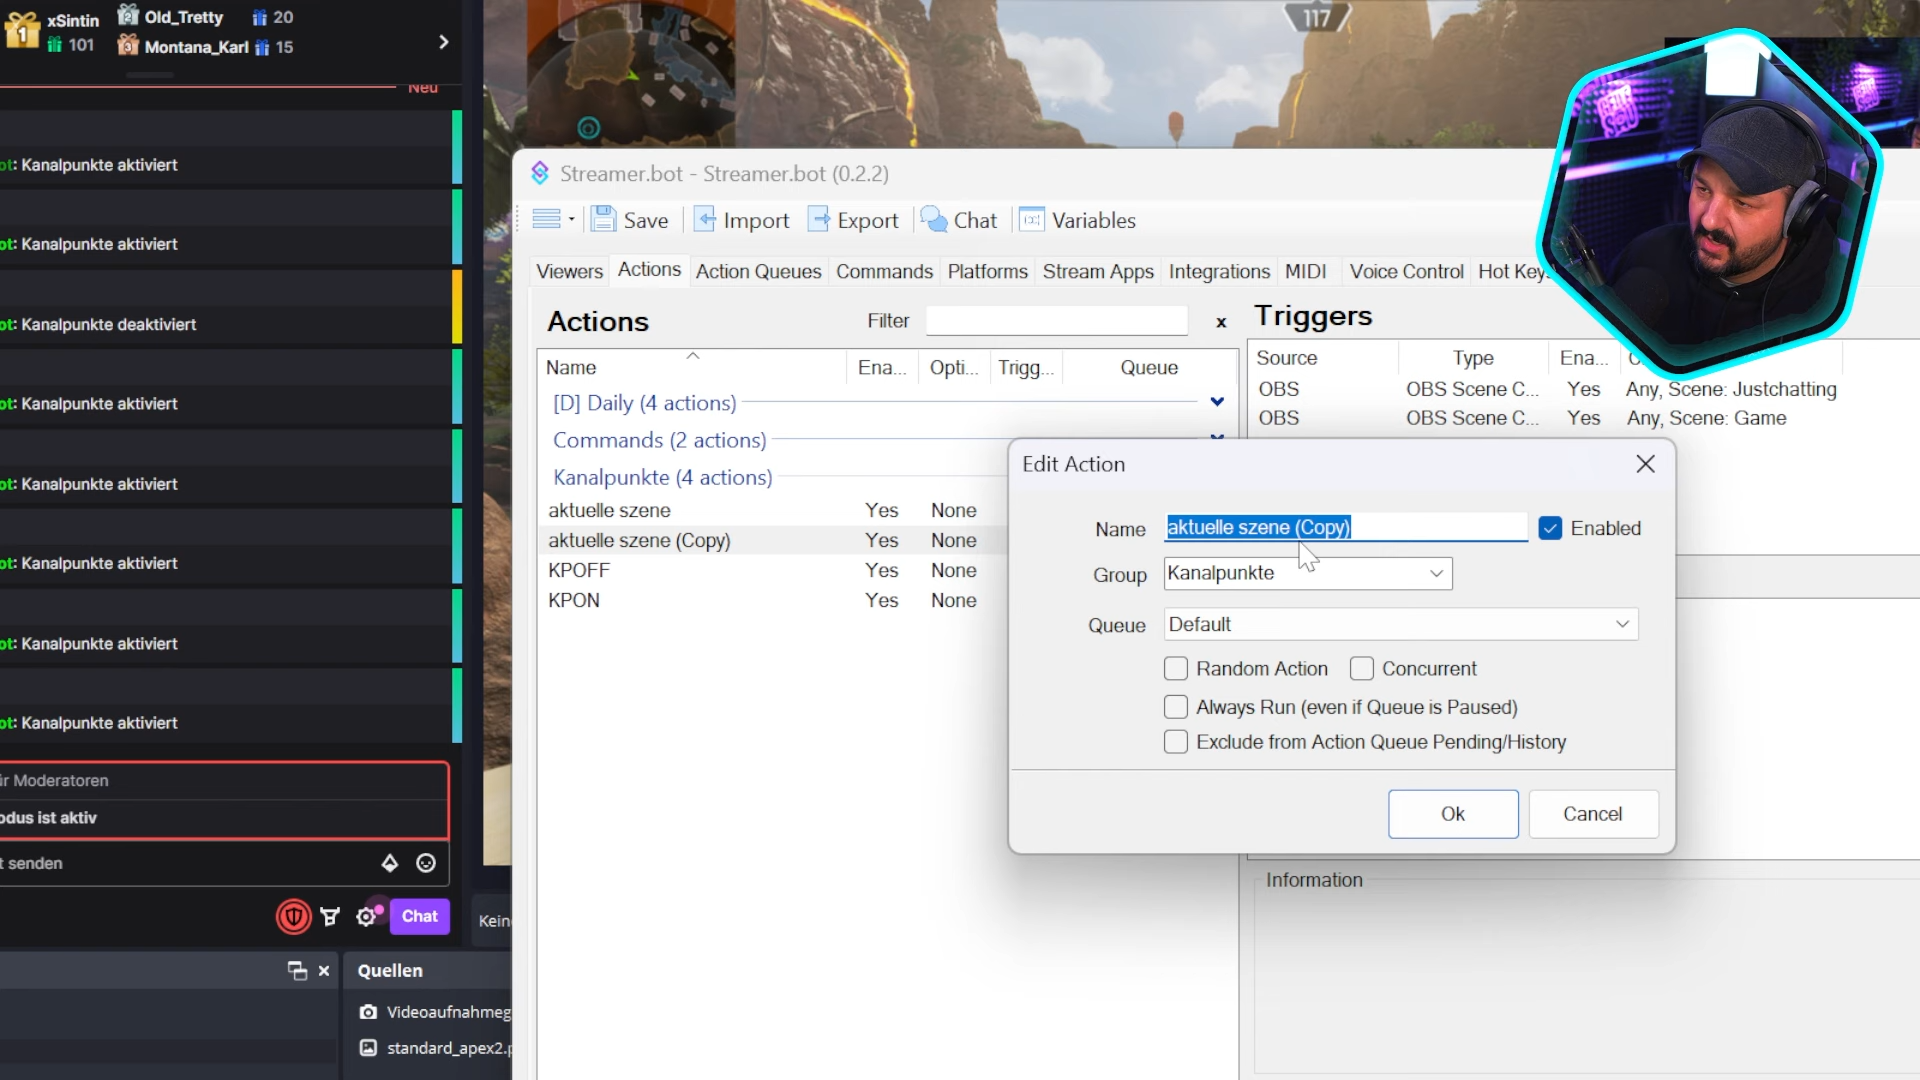 xSintin
101
Old_Tretty 20
Montana_Karl 15
Neu
ot: Kanalpunkte aktiviert
ot: Kanalpunkte aktiviert
ot: Kanalpunkte deaktiviert
ot: Kanalpunkte aktiviert
ot: Kanalpunkte aktiviert
ot: Kanalpunkte aktiviert
ot: Kanalpunkte aktiviert
ot: Kanalpunkte aktiviert
ür Moderatoren
odus ist aktiv
t senden
Chat
Kein
Quellen
Videoaufnahmeg
standard_apex2.p
117
Streamer.bot - Streamer.bot (0.2.2)
Save Import Export Chat Variables
Viewers Actions Action Queues Commands Platforms Stream Apps Integrations MIDI Voice Control Hot Keys
Actions Filter x
Name Ena... Opti... Trigg... Queue
[D] Daily (4 actions)
Commands (2 actions)
Kanalpunkte (4 actions)
aktuelle szene Yes None
aktuelle szene (Copy) Yes None
KPOFF Yes None
KPON Yes None
Triggers
Source Type Ena...
OBS OBS Scene C... Yes Any, Scene: Justchatting
OBS OBS Scene C... Yes Any, Scene: Game
Edit Action
Name aktuelle szene (Copy) Enabled
Group Kanalpunkte
Queue Default
Random Action Concurrent
Always Run (even if Queue is Paused)
Exclude from Action Queue Pending/History
Ok Cancel
Information